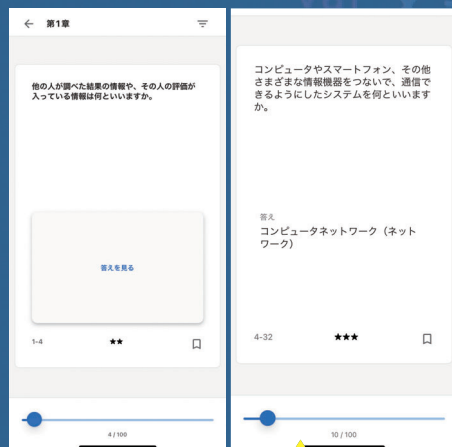 第1章
他の人が調べた結果の情報や、その人の評価が
入っている情報は何といいますか。
答えを見る
1-4 ★★
4 / 100
コンピュータやスマートフォン、その他
さまざまな情報機器をつないで、通信で
きるようにしたシステムを何といいます
か。
答え
コンピュータネットワーク（ネット
ワーク）
4-32 ★★★
10 / 100